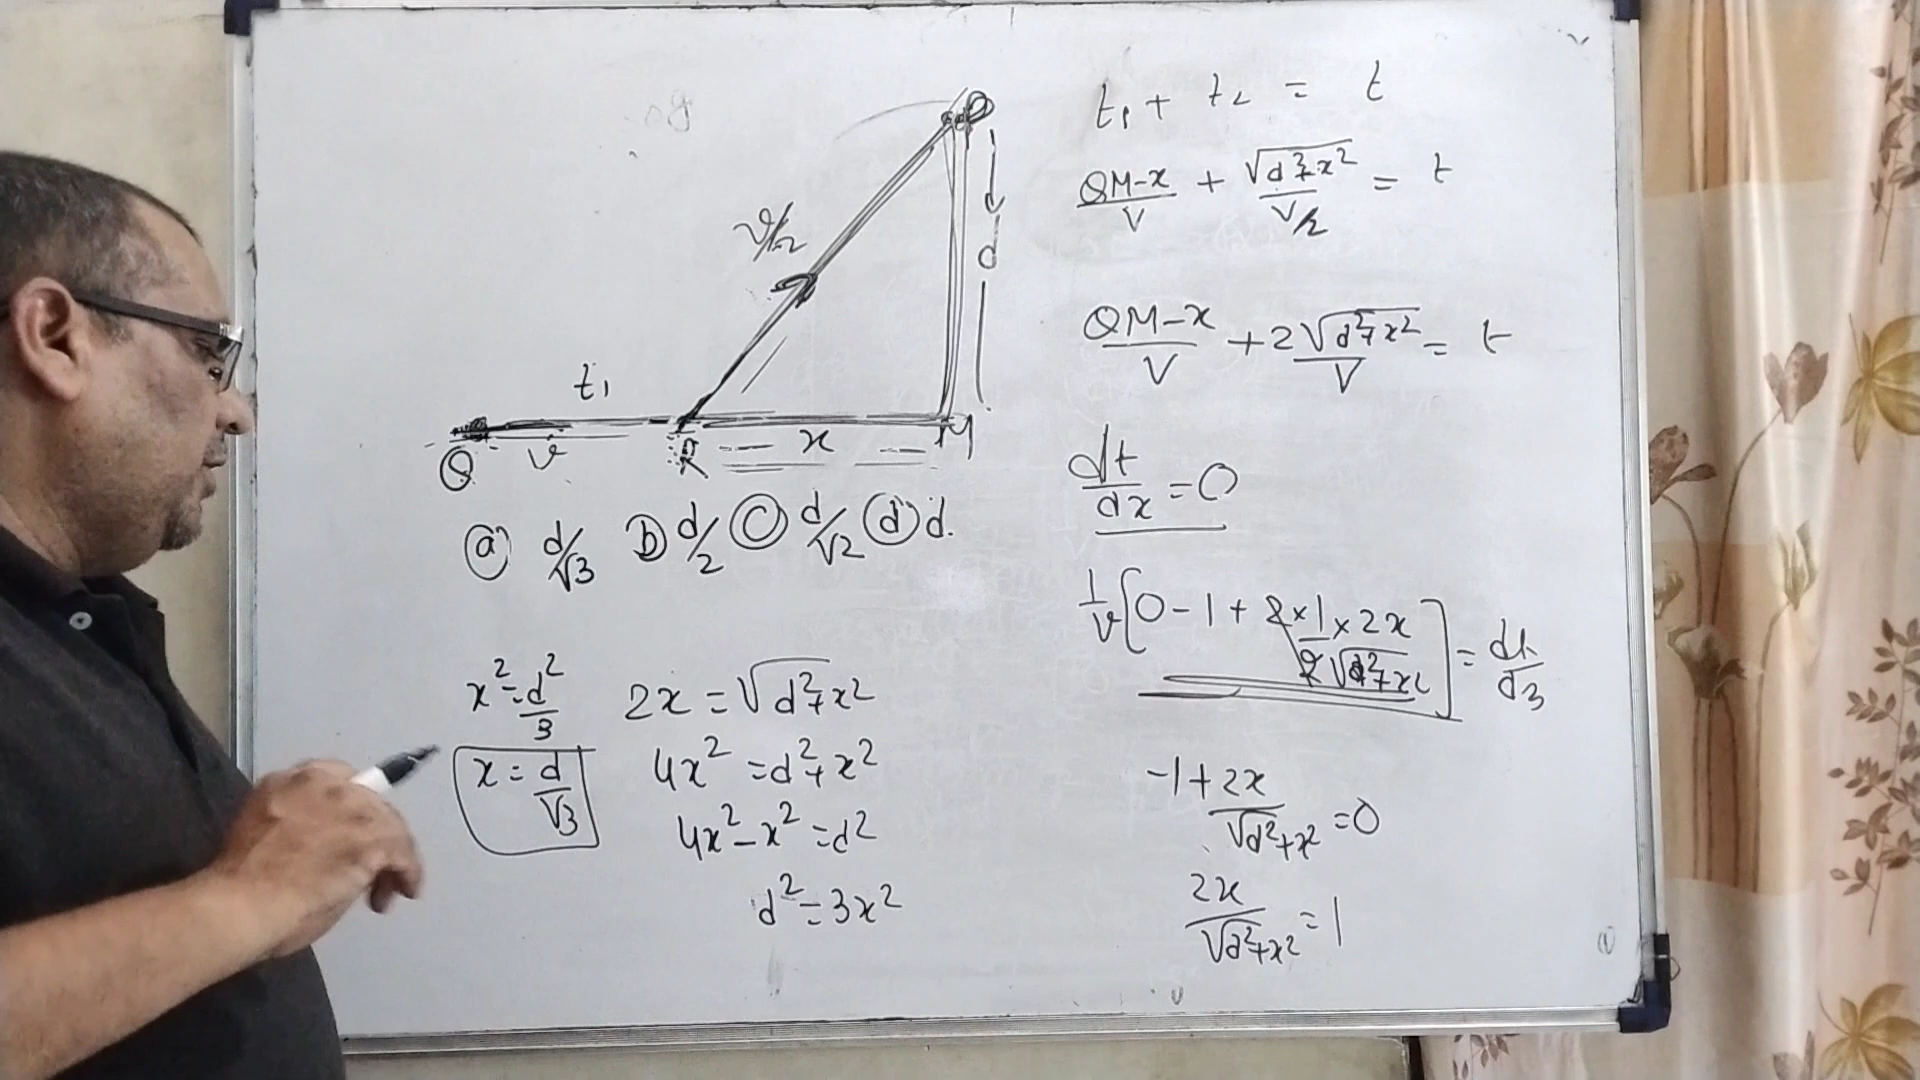 v/2
d
t₁
Q v R x M
ⓐ d/√3 b) d/2 ⓒ d/√2 ⓓ d.
x² = d²/3
x = d/√3
2x = √(d²+x²)
4x² = d²+x²
4x² - x² = d²
d² = 3x²
t₁ + t₂ = t
(QM-x)/V + √(d²+x²)/(V/2) = t
(QM-x)/V + 2√(d²+x²)/V = t
dt/dx = 0
1/v[0 - 1 + 2×1×2x/2√(d²+x²)] = dt/d3
-1 + 2x/√(d²+x²) = 0
2x/√(d²+x²) = 1